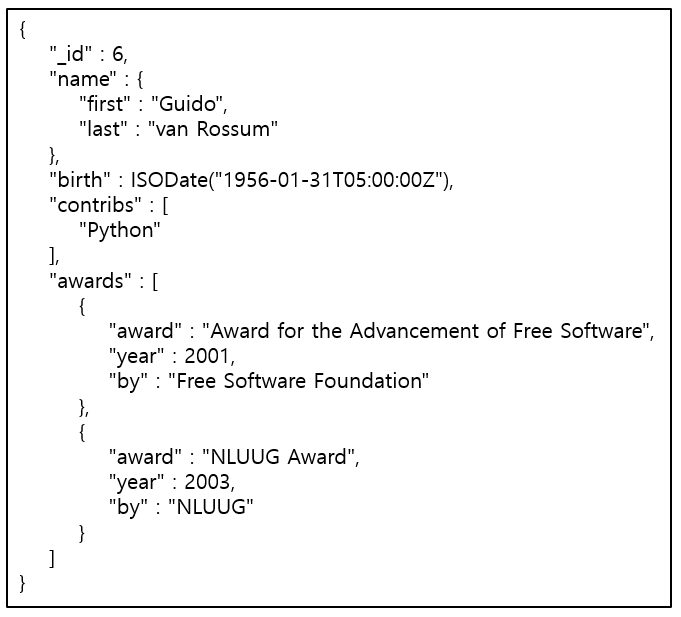 {
"_id" : 6,
"name" : {
"first" : "Guido",
"last" : "van Rossum"
},
"birth" : ISODate("1956-01-31T05:00:00Z"),
"contribs" : [
"Python"
],
"awards" : [
{
"award" : "Award for the Advancement of Free Software",
"year" : 2001,
"by" : "Free Software Foundation"
},
{
"award" : "NLUUG Award",
"year" : 2003,
"by" : "NLUUG"
}
]
}